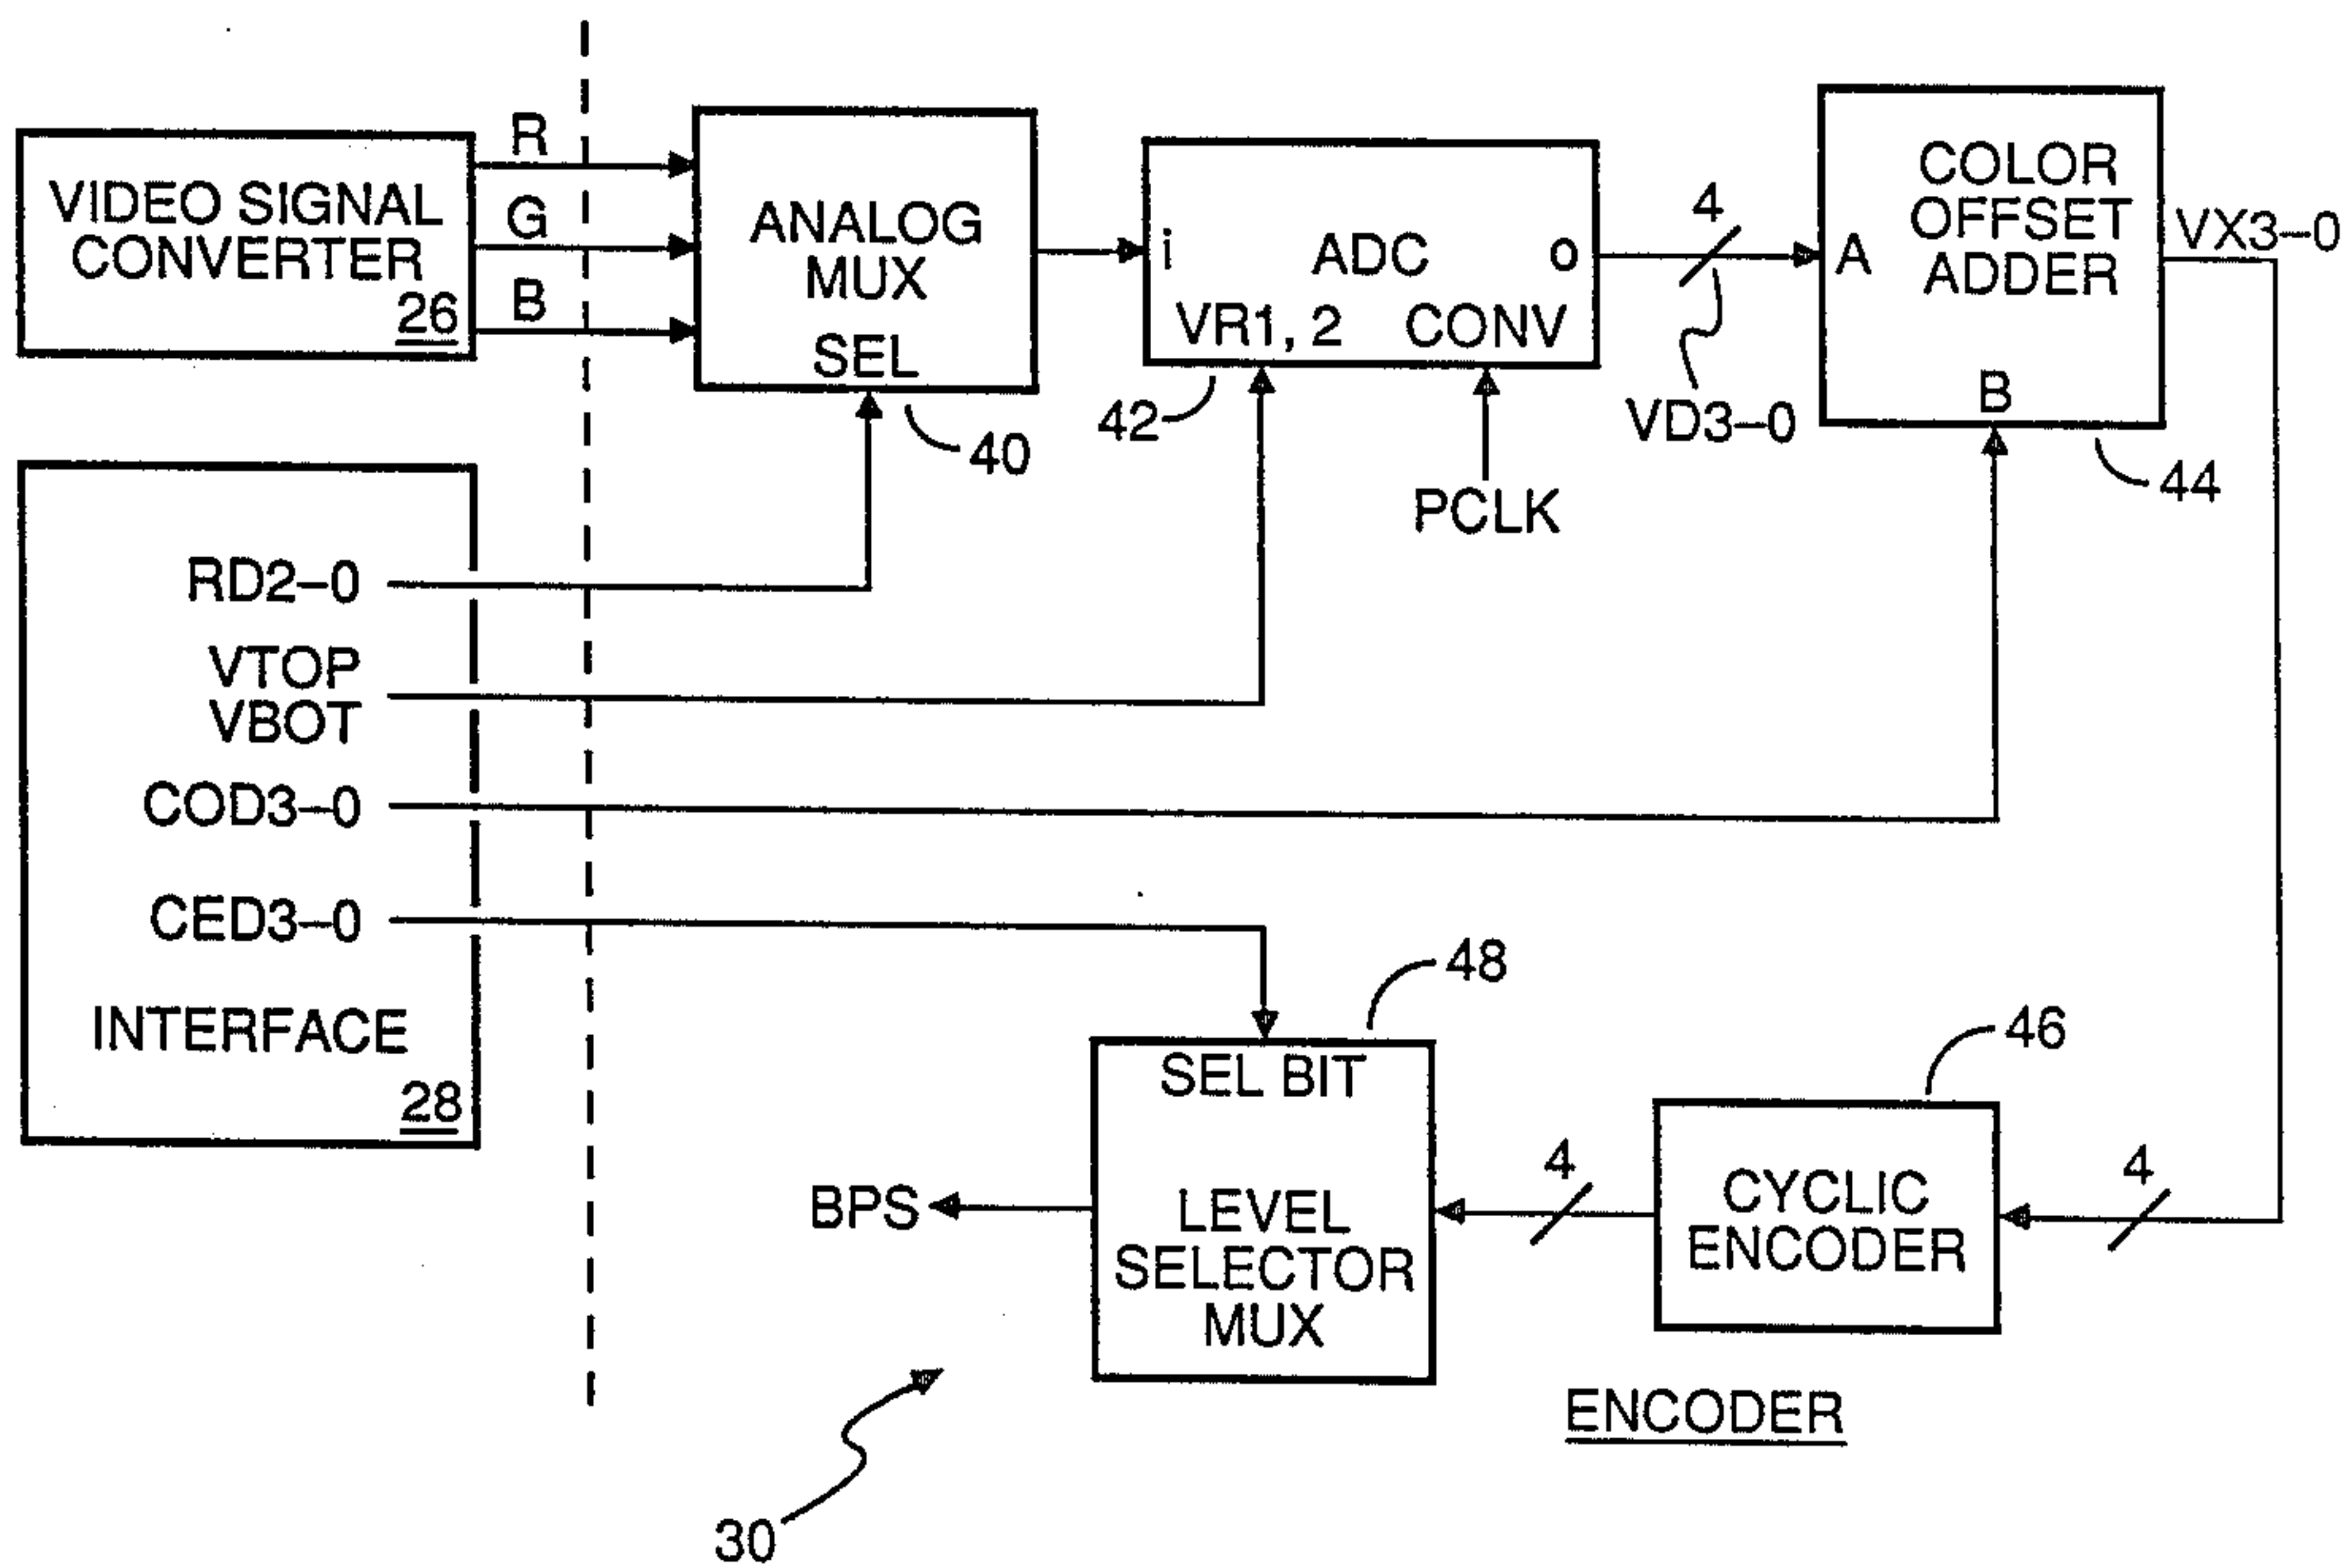 VIDEO SIGNAL
CONVERTER
26
R
G
B
ANALOG
MUX
SEL
40
i
ADC
o
VR1, 2
CONV
42
PCLK
4
VD3–0
COLOR
OFFSET
ADDER
A
B
44
VX3–0
RD2–0
VTOP
VBOT
COD3–0
CED3–0
INTERFACE
28
SEL BIT
LEVEL
SELECTOR
MUX
48
BPS
4
CYCLIC
ENCODER
46
4
ENCODER
30